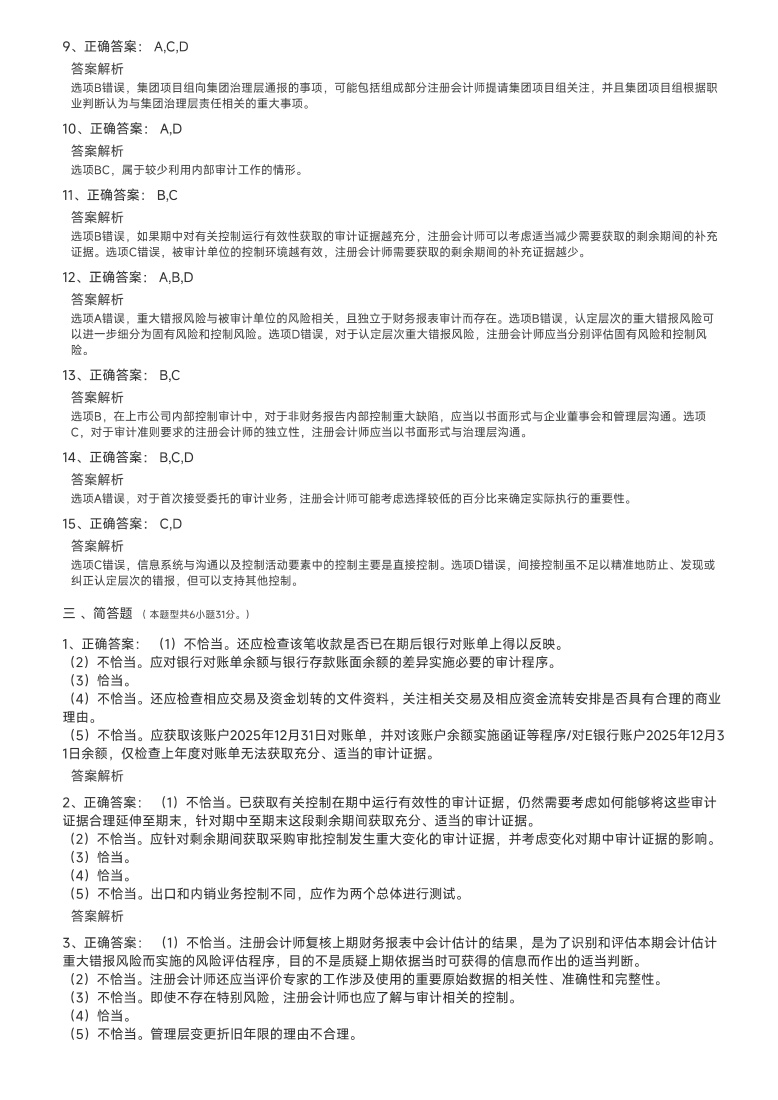 9、正确答案： A,C,D
答案解析
选项B错误，集团项目组向集团治理层通报的事项，可能包括组成部分注册会计师提请集团项目组关注，并且集团项目组根据职
业判断认为与集团治理层责任相关的重大事项。
10、正确答案： A,D
答案解析
选项BC，属于较少利用内部审计工作的情形。
11、正确答案： B,C
答案解析
选项B错误，如果期中对有关控制运行有效性获取的审计证据越充分，注册会计师可以考虑适当减少需要获取的剩余期间的补充
证据。选项C错误，被审计单位的控制环境越有效，注册会计师需要获取的剩余期间的补充证据越少。
12、正确答案： A,B,D
答案解析
选项A错误，重大错报风险与被审计单位的风险相关，且独立于财务报表审计而存在。选项B错误，认定层次的重大错报风险可
以进一步细分为固有风险和控制风险。选项D错误，对于认定层次重大错报风险，注册会计师应当分别评估固有风险和控制风
险。
13、正确答案： B,C
答案解析
选项B，在上市公司内部控制审计中，对于非财务报告内部控制重大缺陷，应当以书面形式与企业董事会和管理层沟通。选项
C，对于审计准则要求的注册会计师的独立性，注册会计师应当以书面形式与治理层沟通。
14、正确答案： B,C,D
答案解析
选项A错误，对于首次接受委托的审计业务，注册会计师可能考虑选择较低的百分比来确定实际执行的重要性。
15、正确答案： C,D
答案解析
选项C错误，信息系统与沟通以及控制活动要素中的控制主要是直接控制。选项D错误，间接控制虽不足以精准地防止、发现或
纠正认定层次的错报，但可以支持其他控制。
三 、简答题 （ 本题型共6小题31分。）
1、正确答案： （1）不恰当。还应检查该笔收款是否已在期后银行对账单上得以反映。
（2）不恰当。应对银行对账单余额与银行存款账面余额的差异实施必要的审计程序。
（3）恰当。
（4）不恰当。还应检查相应交易及资金划转的文件资料，关注相关交易及相应资金流转安排是否具有合理的商业
理由。
（5）不恰当。应获取该账户2025年12月31日对账单，并对该账户余额实施函证等程序/对E银行账户2025年12月3
1日余额，仅检查上年度对账单无法获取充分、适当的审计证据。
答案解析
2、正确答案： （1）不恰当。已获取有关控制在期中运行有效性的审计证据，仍然需要考虑如何能够将这些审计
证据合理延伸至期末，针对期中至期末这段剩余期间获取充分、适当的审计证据。
（2）不恰当。应针对剩余期间获取采购审批控制发生重大变化的审计证据，并考虑变化对期中审计证据的影响。
（3）恰当。
（4）恰当。
（5）不恰当。出口和内销业务控制不同，应作为两个总体进行测试。
答案解析
3、正确答案： （1）不恰当。注册会计师复核上期财务报表中会计估计的结果，是为了识别和评估本期会计估计
重大错报风险而实施的风险评估程序，目的不是质疑上期依据当时可获得的信息而作出的适当判断。
（2）不恰当。注册会计师还应当评价专家的工作涉及使用的重要原始数据的相关性、准确性和完整性。
（3）不恰当。即使不存在特别风险，注册会计师也应了解与审计相关的控制。
（4）恰当。
（5）不恰当。管理层变更折旧年限的理由不合理。